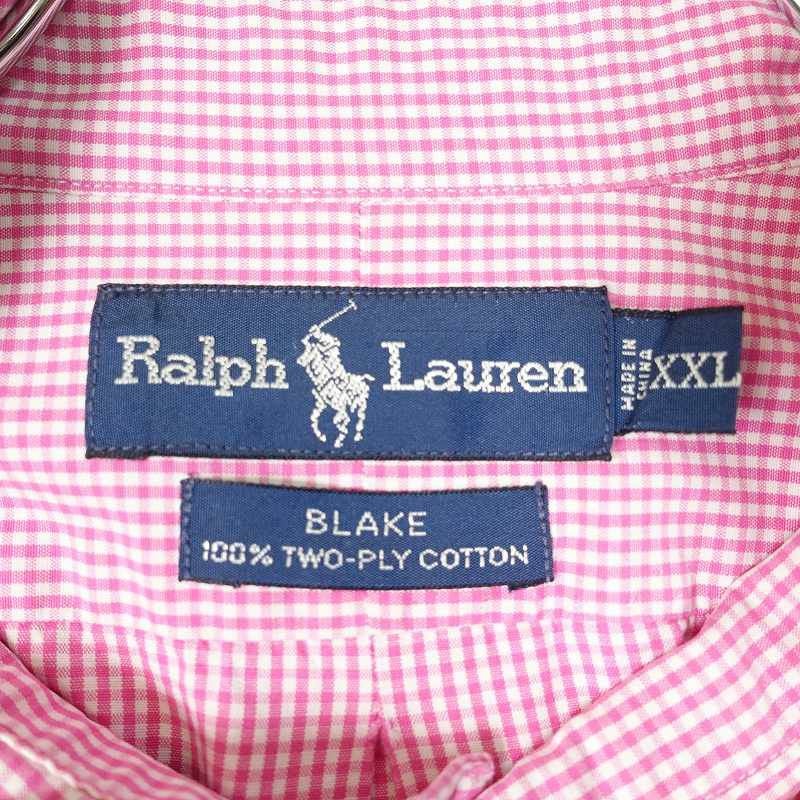 Ralph Lauren
MADE IN
CHINA
XXL
BLAKE
100% TWO-PLY COTTON